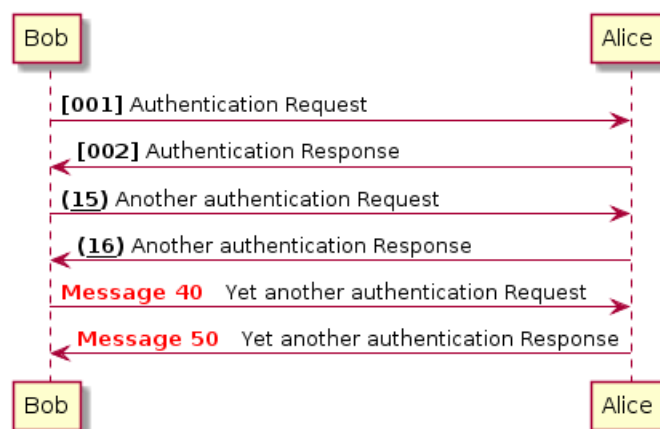 Bob Alice
[001] Authentication Request
[002] Authentication Response
(15) Another authentication Request
(16) Another authentication Response
Message 40 Yet another authentication Request
Message 50 Yet another authentication Response
Bob Alice